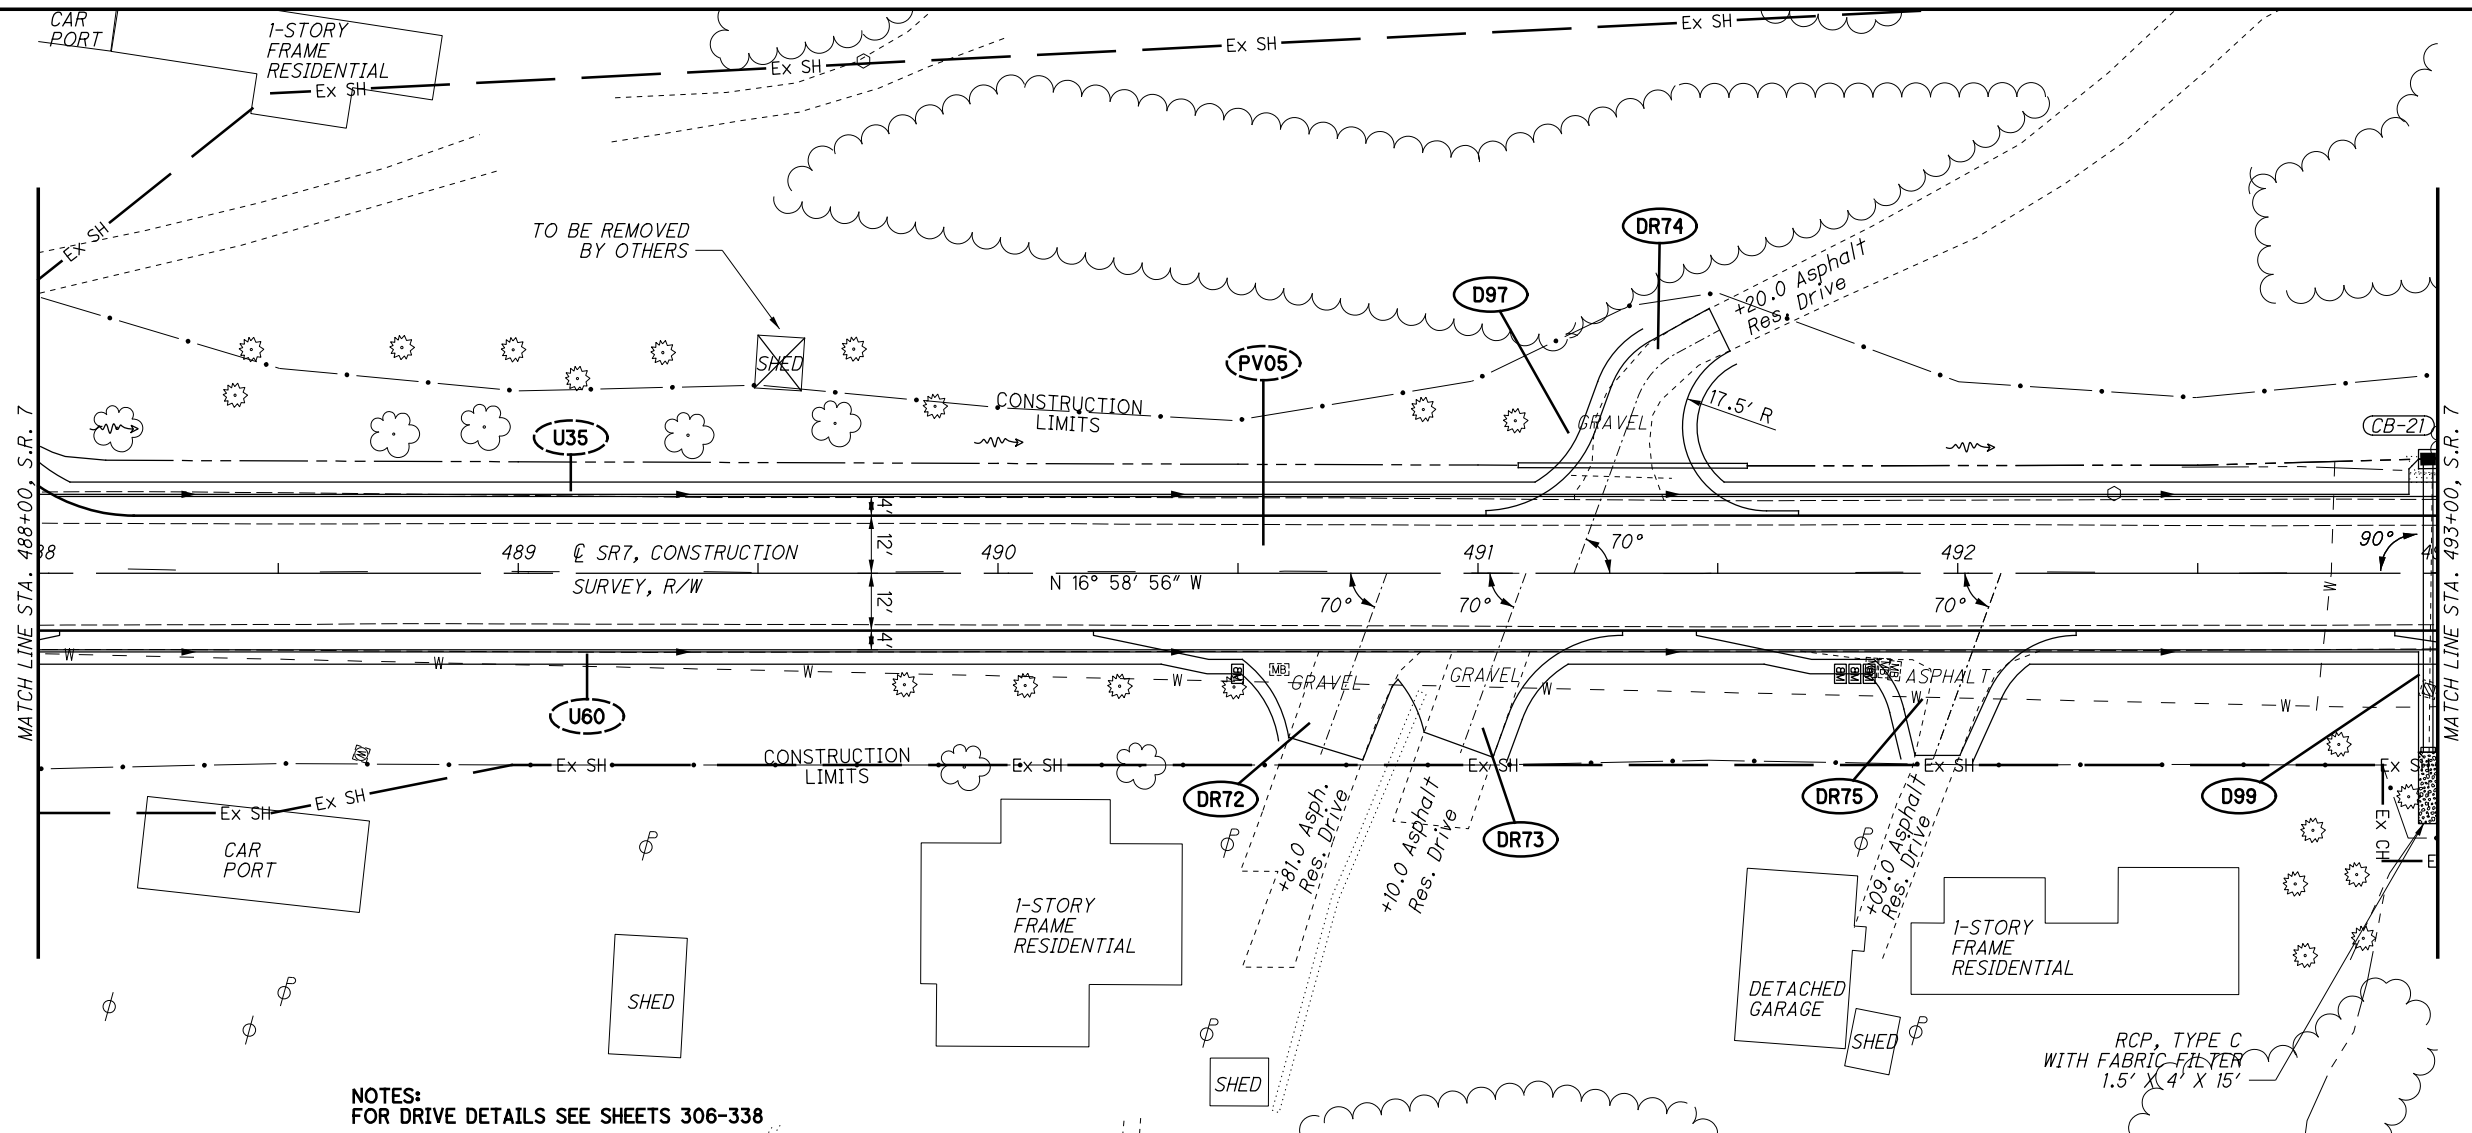 CAR
PORT
1-STORY
FRAME
RESIDENTIAL
Ex SH
Ex SH
Ex SH
Ex SH
Ex SH
TO BE REMOVED
BY OTHERS
SHED
DR74
D97
+20.0 Asphalt
Res. Drive
PV05
CONSTRUCTION
LIMITS
17.5' R
GRAVEL
CB-21
U35
MATCH LINE STA. 488+00, S.R. 7
MATCH LINE STA. 493+00, S.R. 7
4'
12'
12'
4'
489
℄ SR7, CONSTRUCTION
SURVEY, R/W
490
N 16° 58' 56" W
491
492
70°
70°
70°
70°
90°
W
W
W
W
W
W
W
W
MB
GRAVEL
GRAVEL
ASPHALT
U60
CONSTRUCTION
LIMITS
Ex SH
Ex SH
Ex SH
Ex SH
Ex SH
Ex SH
Ex SH
DR72
DR73
DR75
D99
+81.0 Asph.
Res. Drive
+10.0 Asphalt
Res. Drive
+09.0 Asphalt
Res. Drive
Ex CH
CAR
PORT
SHED
1-STORY
FRAME
RESIDENTIAL
SHED
DETACHED
GARAGE
SHED
1-STORY
FRAME
RESIDENTIAL
RCP, TYPE C
WITH FABRIC FILTER
1.5' X 4' X 15'
NOTES:
FOR DRIVE DETAILS SEE SHEETS 306-338